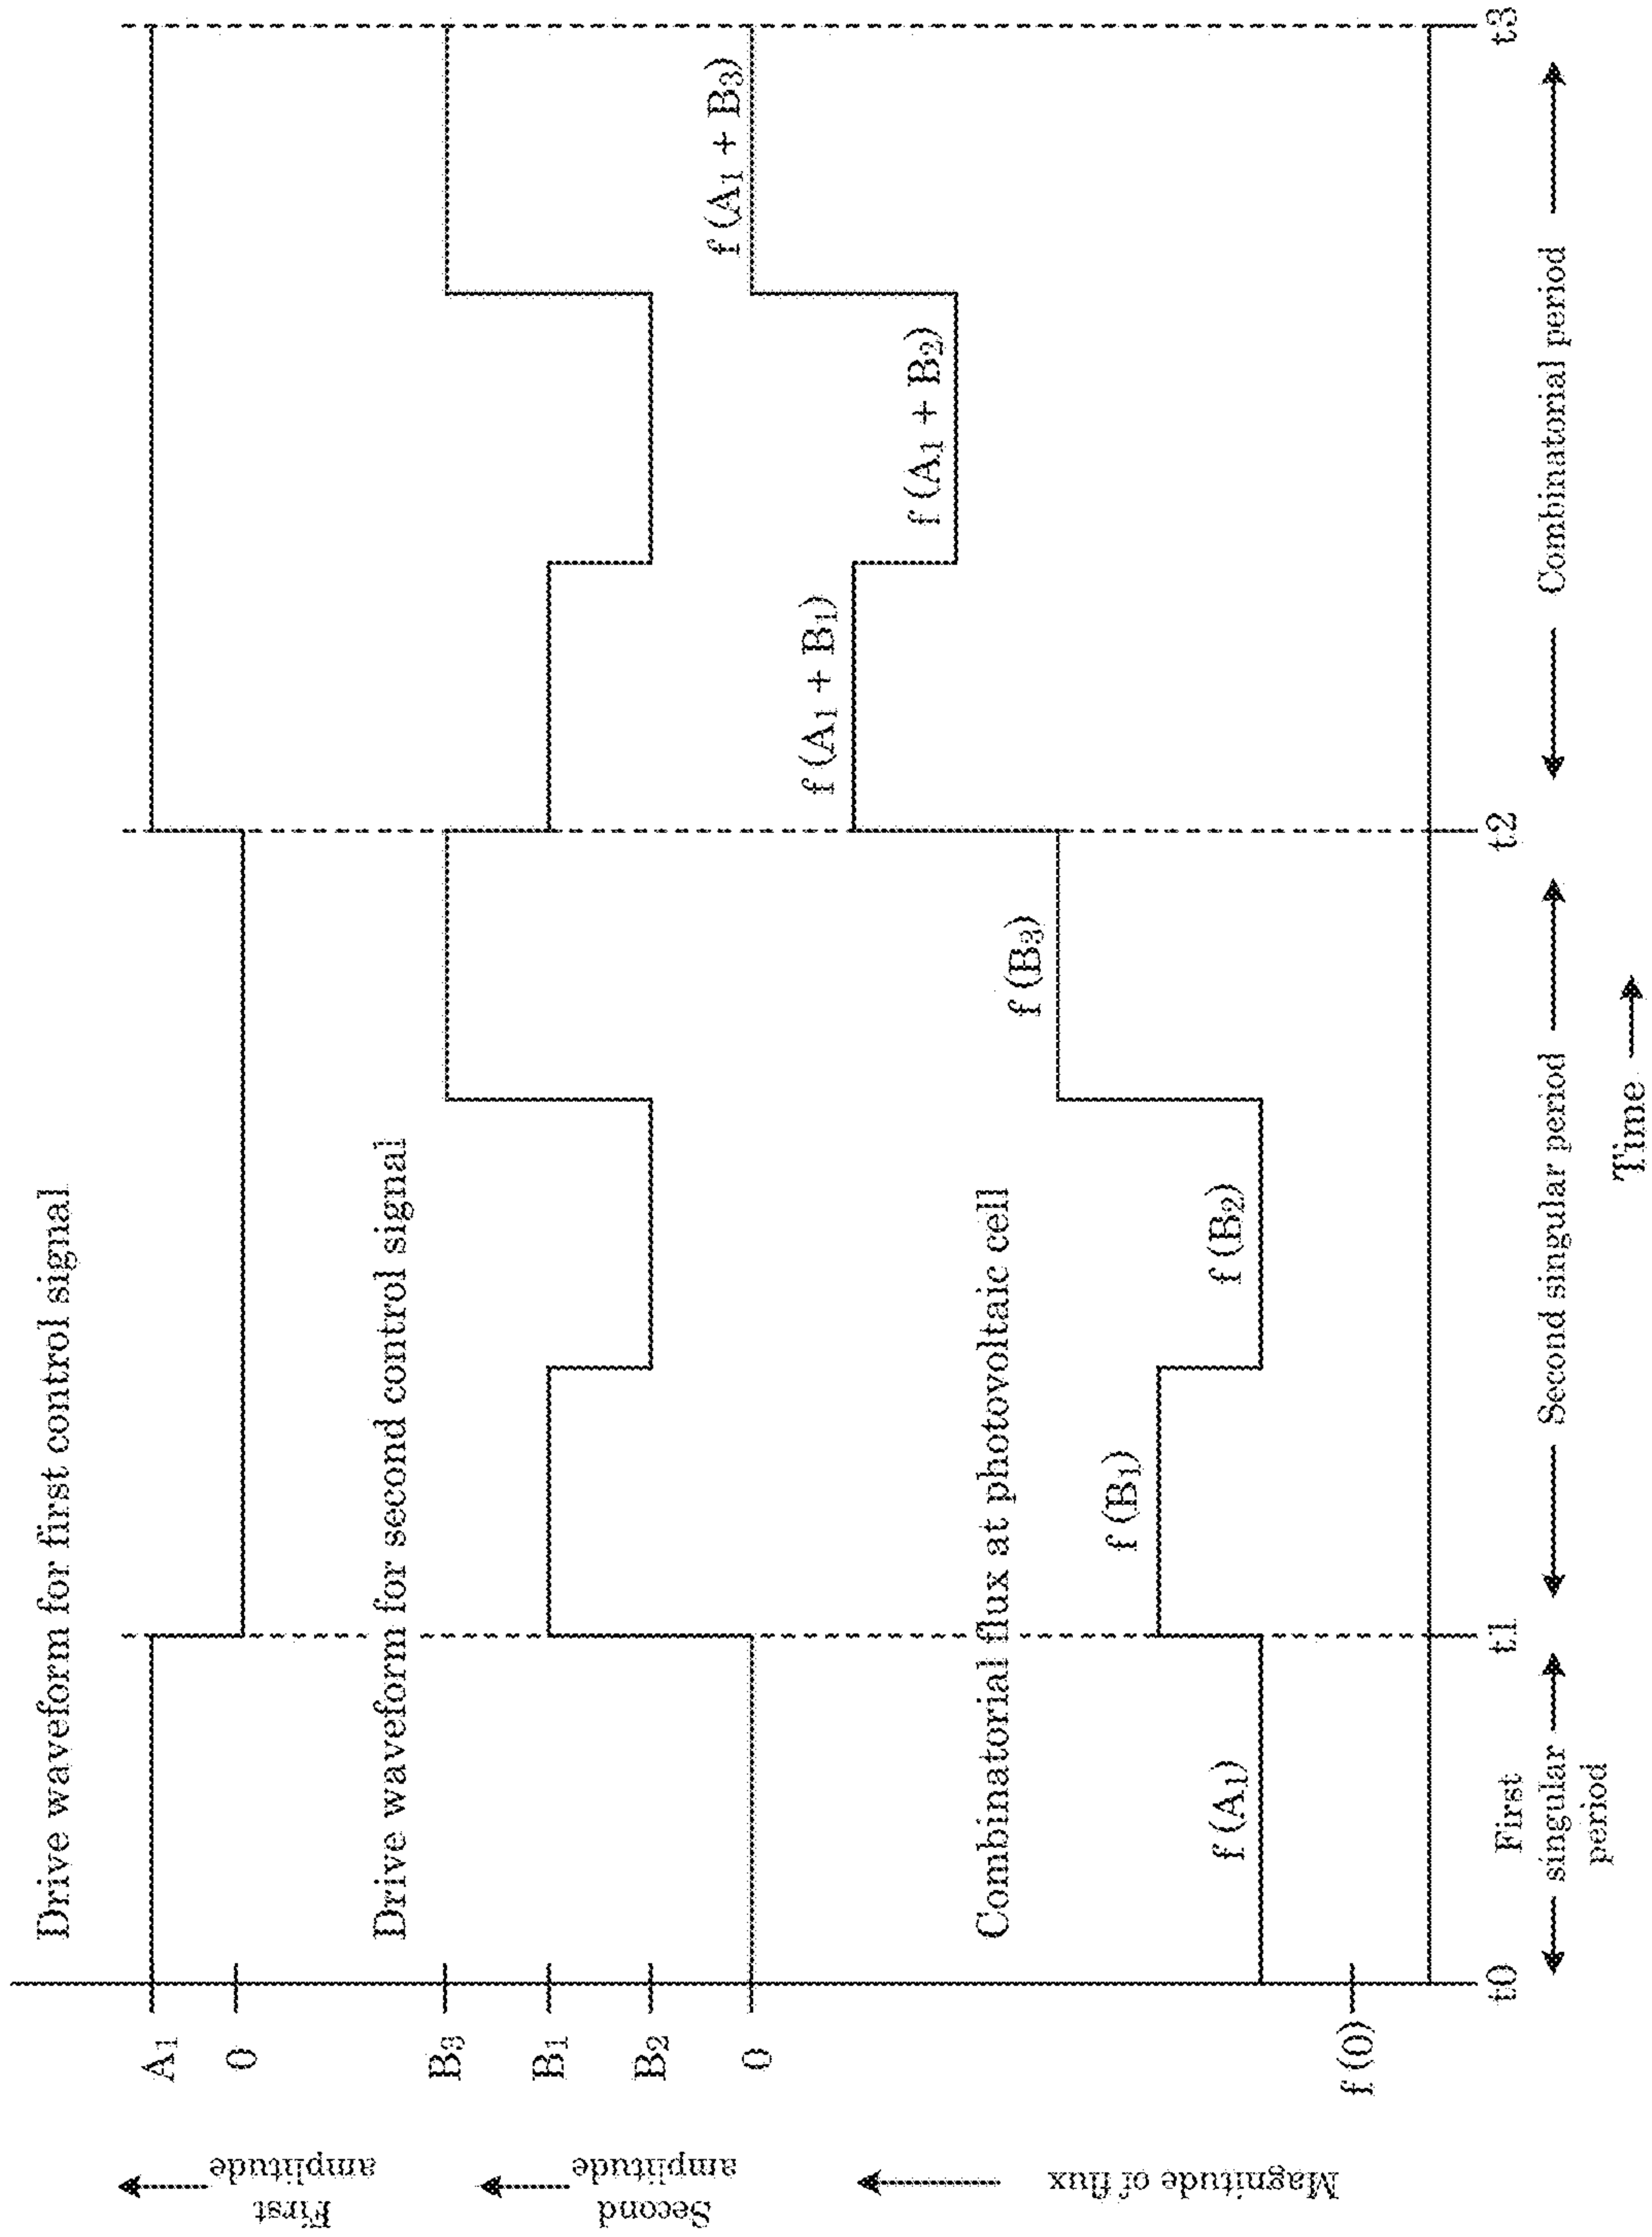 Drive waveform for first control signal
A₁
0
First
amplitude
Drive waveform for second control signal
B₃
B₁
B₂
0
Second
amplitude
Combinatorial flux at photovoltaic cell
f (A₁ + B₃)
f (A₁ + B₁)
f (A₁ + B₂)
f (B₃)
f (B₁)
f (B₂)
f (A₁)
f (0)
Magnitude of flux
t0
t1
t2
t3
First
singular
period
Second singular period
Combinatorial period
Time